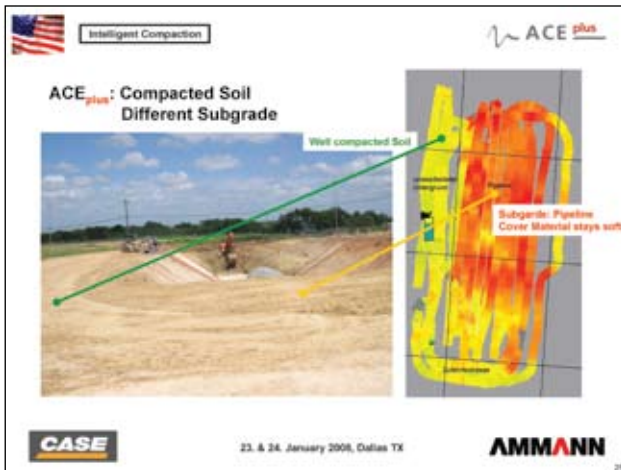 Intelligent Compaction
ACE plus
ACEplus: Compacted Soil
Different Subgrade
Well compacted Soil
Pipeline
Subgarde: Pipeline
Cover Material stays soft
CASE
23. & 24. January 2008, Dallas TX
AMMANN